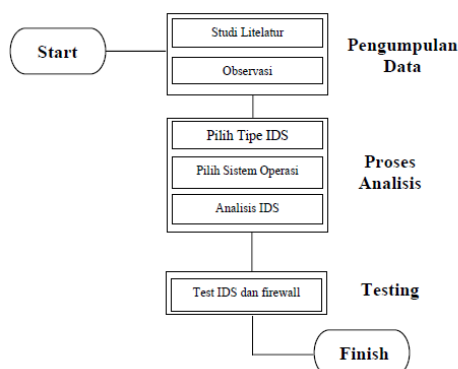 Start
Studi Litelatur
Observasi
Pengumpulan
Data
Pilih Tipe IDS
Pilih Sistem Operasi
Analisis IDS
Proses
Analisis
Test IDS dan firewall
Testing
Finish